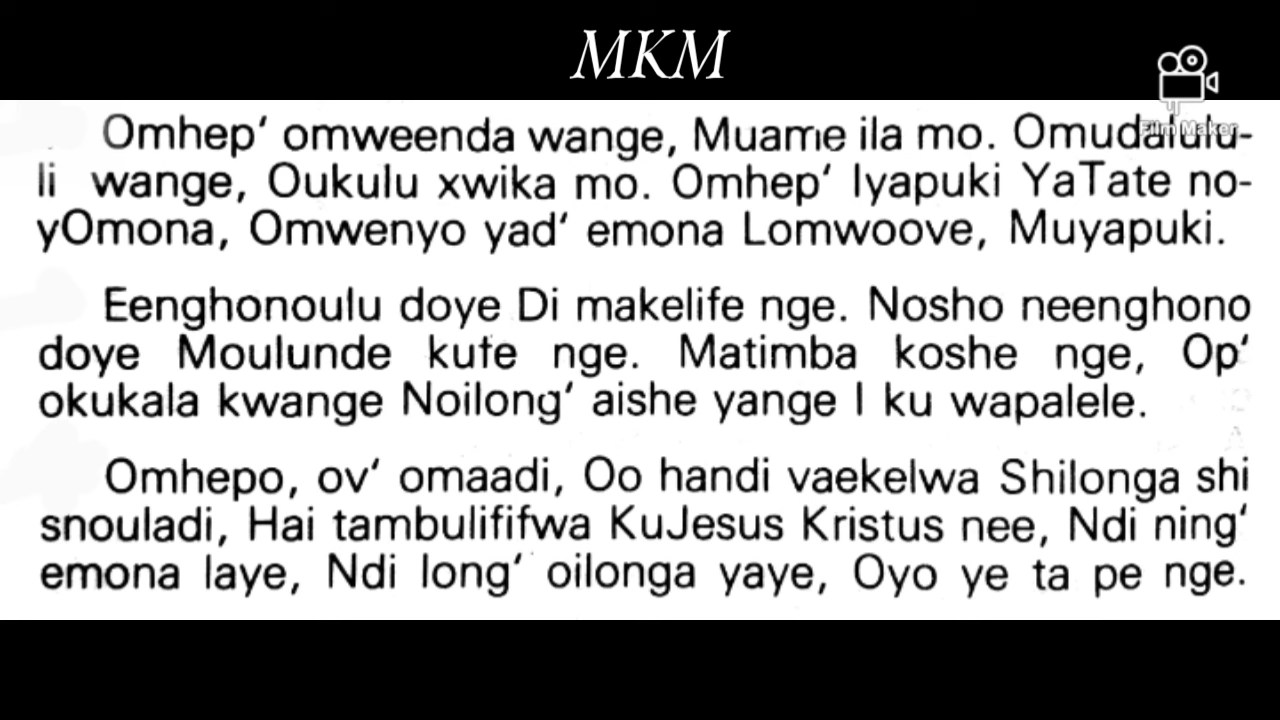 MKM
Film Maker
Omhep‘ omweenda wange, Muame ila mo. Omudalulu-
li wange, Oukulu xwika mo. Omhep‘ Iyapuki YaTate no-
yOmona, Omwenyo yad‘ emona Lomwoove, Muyapuki.
Eenghonoulu doye Di makelife nge. Nosho neenghono
doye Moulunde kufe nge. Matimba koshe nge, Op‘
okukala kwange Noilong‘ aishe yange I ku wapalele.
Omhepo, ov‘ omaadi, Oo handi vaekelwa Shilonga shi
snouladi, Hai tambulififwa KuJesus Kristus nee, Ndi ning‘
emona laye, Ndi long‘ oilonga yaye, Oyo ye ta pe nge.